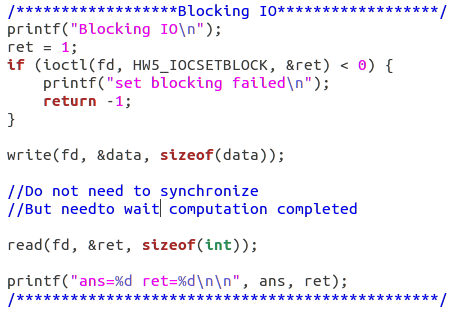 /******************Blocking IO******************/
printf("Blocking IO\n");
ret = 1;
if (ioctl(fd, HW5_IOCSETBLOCK, &ret) < 0) {
    printf("set blocking failed\n");
    return -1;
}
write(fd, &data, sizeof(data));
//Do not need to synchronize
//But needto wait computation completed
read(fd, &ret, sizeof(int));
printf("ans=%d ret=%d\n\n", ans, ret);
/***********************************************/